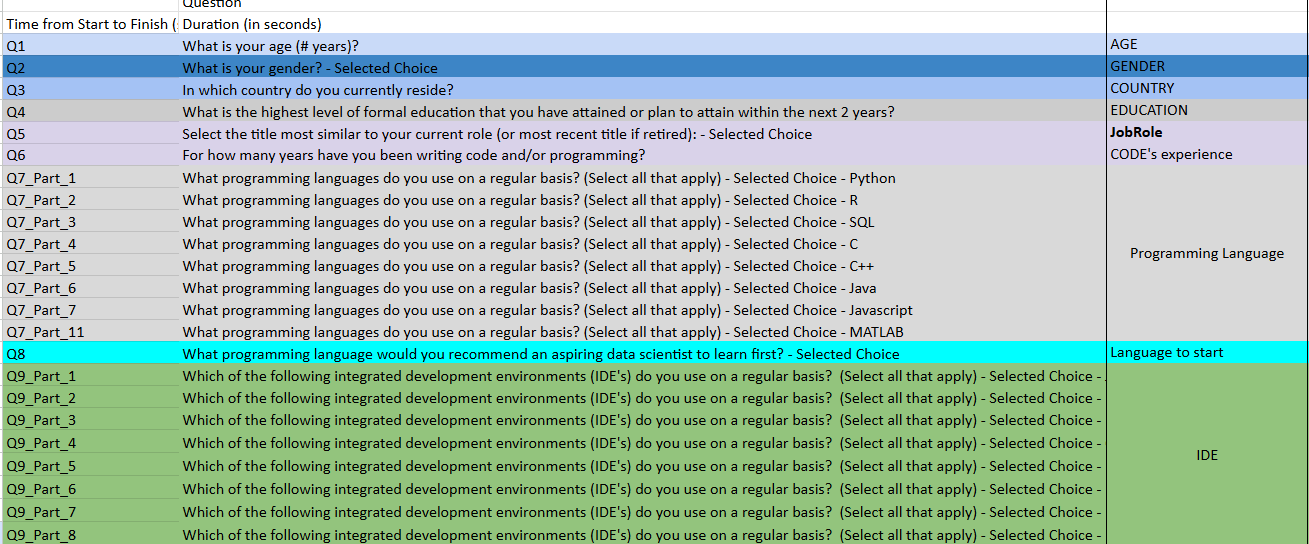 Question
Time from Start to Finish ( Duration (in seconds)
Q1 What is your age (# years)? AGE
Q2 What is your gender? - Selected Choice GENDER
Q3 In which country do you currently reside? COUNTRY
Q4 What is the highest level of formal education that you have attained or plan to attain within the next 2 years? EDUCATION
Q5 Select the title most similar to your current role (or most recent title if retired): - Selected Choice JobRole
Q6 For how many years have you been writing code and/or programming? CODE's experience
Q7_Part_1 What programming languages do you use on a regular basis? (Select all that apply) - Selected Choice - Python
Q7_Part_2 What programming languages do you use on a regular basis? (Select all that apply) - Selected Choice - R
Q7_Part_3 What programming languages do you use on a regular basis? (Select all that apply) - Selected Choice - SQL
Q7_Part_4 What programming languages do you use on a regular basis? (Select all that apply) - Selected Choice - C
Programming Language
Q7_Part_5 What programming languages do you use on a regular basis? (Select all that apply) - Selected Choice - C++
Q7_Part_6 What programming languages do you use on a regular basis? (Select all that apply) - Selected Choice - Java
Q7_Part_7 What programming languages do you use on a regular basis? (Select all that apply) - Selected Choice - Javascript
Q7_Part_11 What programming languages do you use on a regular basis? (Select all that apply) - Selected Choice - MATLAB
Q8 What programming language would you recommend an aspiring data scientist to learn first? - Selected Choice Language to start
Q9_Part_1 Which of the following integrated development environments (IDE's) do you use on a regular basis?  (Select all that apply) - Selected Choice -
Q9_Part_2 Which of the following integrated development environments (IDE's) do you use on a regular basis?  (Select all that apply) - Selected Choice -
Q9_Part_3 Which of the following integrated development environments (IDE's) do you use on a regular basis?  (Select all that apply) - Selected Choice -
Q9_Part_4 Which of the following integrated development environments (IDE's) do you use on a regular basis?  (Select all that apply) - Selected Choice -
IDE
Q9_Part_5 Which of the following integrated development environments (IDE's) do you use on a regular basis?  (Select all that apply) - Selected Choice -
Q9_Part_6 Which of the following integrated development environments (IDE's) do you use on a regular basis?  (Select all that apply) - Selected Choice -
Q9_Part_7 Which of the following integrated development environments (IDE's) do you use on a regular basis?  (Select all that apply) - Selected Choice -
Q9_Part_8 Which of the following integrated development environments (IDE's) do you use on a regular basis?  (Select all that apply) - Selected Choice -